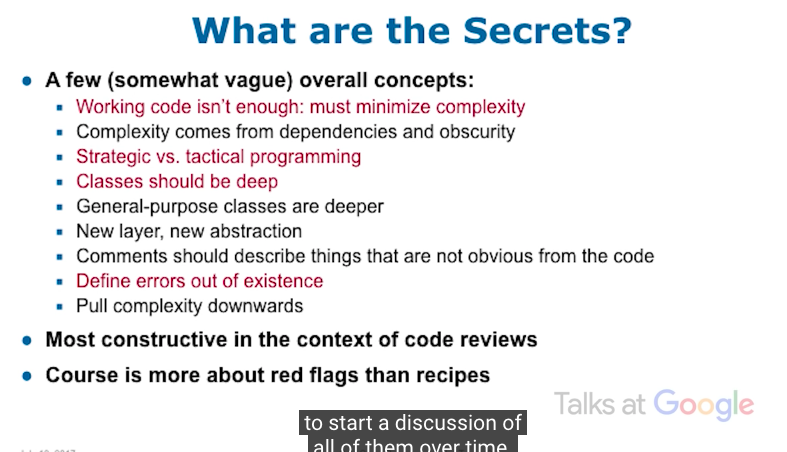 What are the Secrets?
A few (somewhat vague) overall concepts:
Working code isn't enough: must minimize complexity
Complexity comes from dependencies and obscurity
Strategic vs. tactical programming
Classes should be deep
General-purpose classes are deeper
New layer, new abstraction
Comments should describe things that are not obvious from the code
Define errors out of existence
Pull complexity downwards
Most constructive in the context of code reviews
Course is more about red flags than recipes
Talks at Google
to start a discussion of
all of them over time.